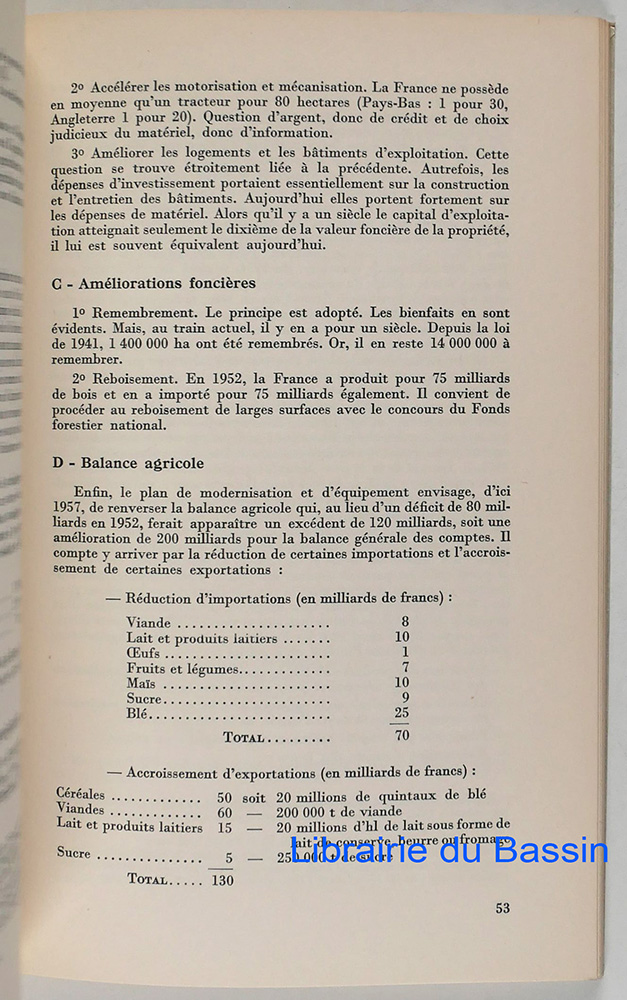 2º Accélérer les motorisation et mécanisation. La France ne possède
en moyenne qu'un tracteur pour 80 hectares (Pays-Bas : 1 pour 30,
Angleterre 1 pour 20). Question d'argent, donc de crédit et de choix
judicieux du matériel, donc d'information.
3º Améliorer les logements et les bâtiments d'exploitation. Cette
question se trouve étroitement liée à la précédente. Autrefois, les
dépenses d'investissement portaient essentiellement sur la construction
et l'entretien des bâtiments. Aujourd'hui elles portent fortement sur
les dépenses de matériel. Alors qu'il y a un siècle le capital d'exploita-
tion atteignait seulement le dixième de la valeur foncière de la propriété,
il lui est souvent équivalent aujourd'hui.
C - Améliorations foncières
1º Remembrement. Le principe est adopté. Les bienfaits en sont
évidents. Mais, au train actuel, il y en a pour un siècle. Depuis la loi
de 1941, 1 400 000 ha ont été remembrés. Or, il en reste 14 000 000 à
remembrer.
2º Reboisement. En 1952, la France a produit pour 75 milliards
de bois et en a importé pour 75 milliards également. Il convient de
procéder au reboisement de larges surfaces avec le concours du Fonds
forestier national.
D - Balance agricole
Enfin, le plan de modernisation et d'équipement envisage, d'ici
1957, de renverser la balance agricole qui, au lieu d'un déficit de 80 mil-
liards en 1952, ferait apparaître un excédent de 120 milliards, soit une
amélioration de 200 milliards pour la balance générale des comptes. Il
compte y arriver par la réduction de certaines importations et l'accrois-
sement de certaines exportations :
— Réduction d'importations (en milliards de francs) :
Viande ..................... 8
Lait et produits laitiers ....... 10
Œufs ....................... 1
Fruits et légumes............. 7
Maïs ....................... 10
Sucre....................... 9
Blé......................... 25
TOTAL......... 70
— Accroissement d'exportations (en milliards de francs) :
Céréales ............. 50 soit 20 millions de quintaux de blé
Viandes ............. 60 — 200 000 t de viande
Lait et produits laitiers 15 — 20 millions d'hl de lait sous forme de
lait de conserve, beurre ou fromage
Sucre ............... 5 — 250 000 t de sucre
TOTAL..... 130
Librairie du Bassin
53